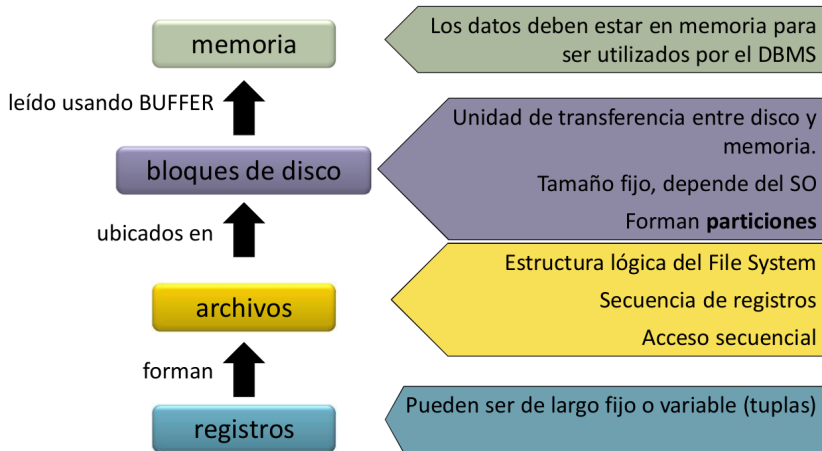 memoria
Los datos deben estar en memoria para
ser utilizados por el DBMS
leído usando BUFFER
bloques de disco
Unidad de transferencia entre disco y
memoria.
Tamaño fijo, depende del SO
Forman particiones
ubicados en
archivos
Estructura lógica del File System
Secuencia de registros
Acceso secuencial
forman
registros
Pueden ser de largo fijo o variable (tuplas)